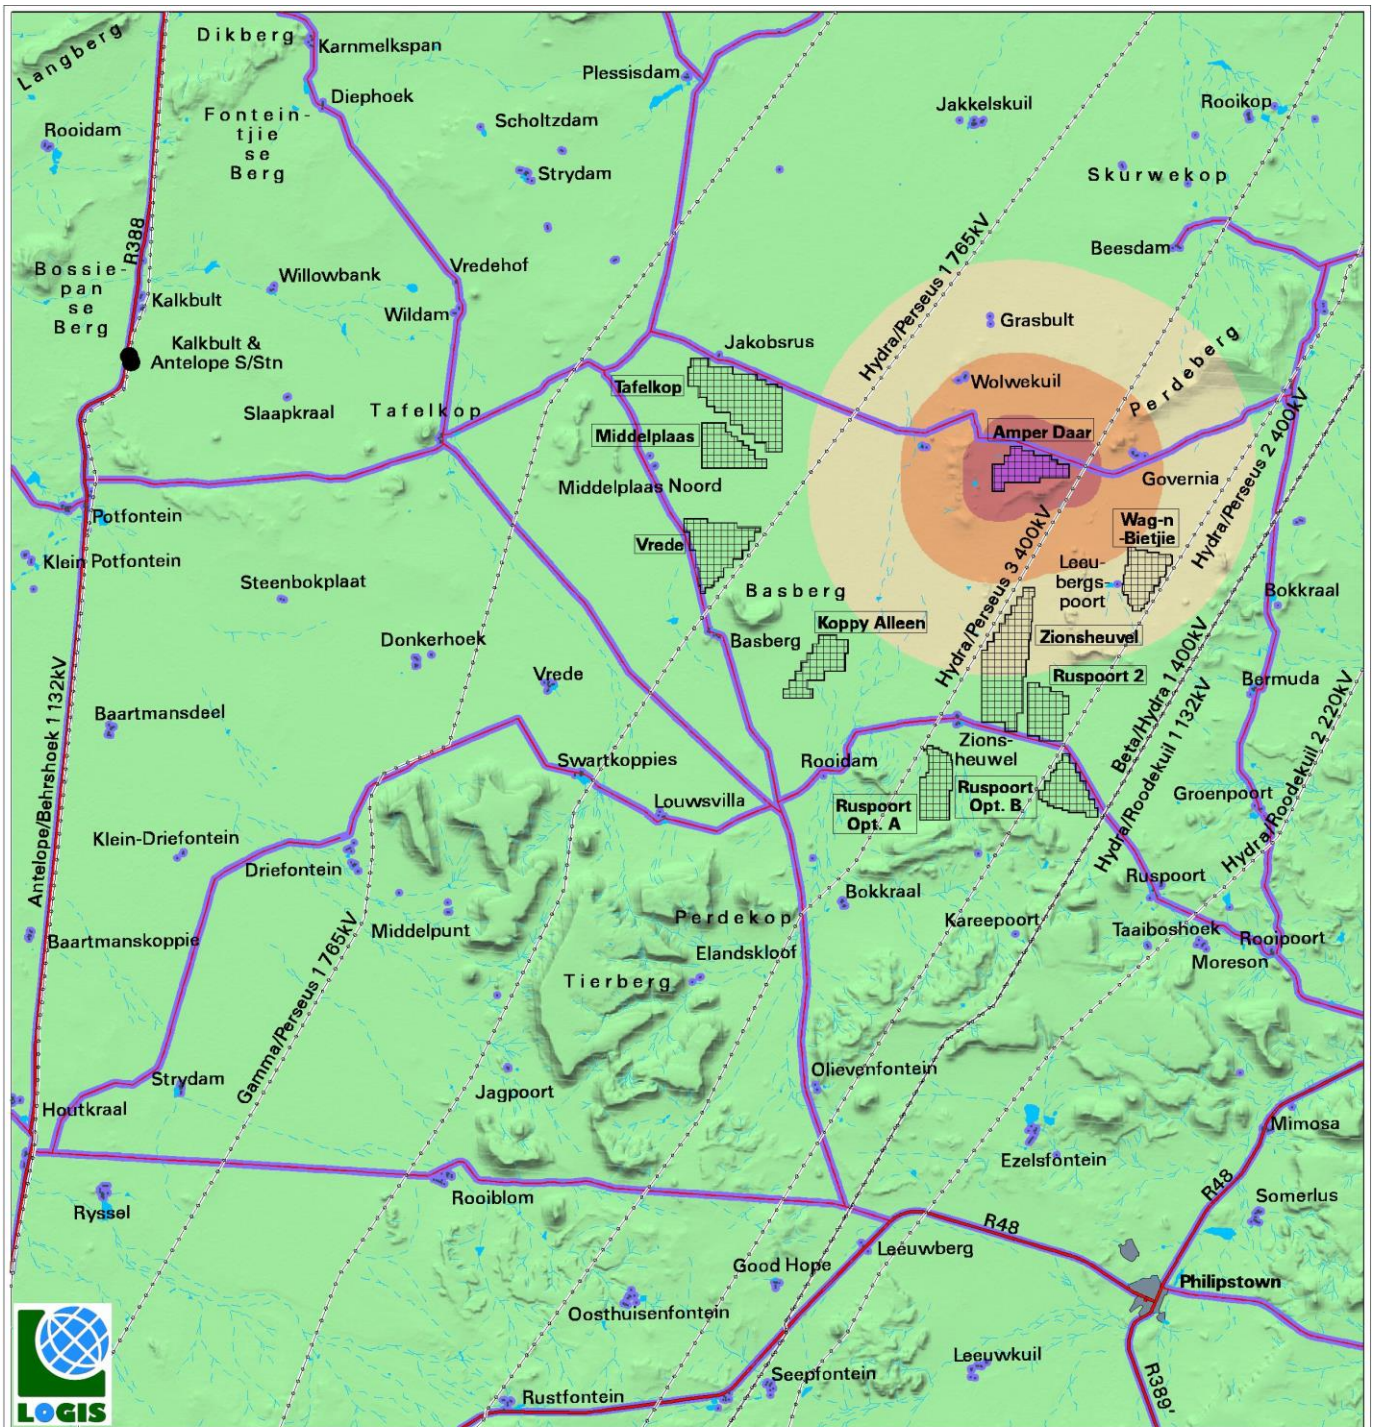 Langberg
Dikberg
Karnmelkspan
Plessisdam
Diephoek
Jakkelskuil
Rooikop
Rooidam
Fontein-
tjie
se
Berg
Scholtzdam
Strydam
Skurwekop
R388
Hydra/Perseus 1 765kV
Beesdam
Bossie-
pan
se
Berg
Willowbank
Vredehof
Kalkbult
Wildam
Grasbult
Kalkbult &
Antelope S/Stn
Jakobsrus
Perdeberg
Tafelkop
Wolwekuil
Slaapkraal
Tafelkop
Middelplaas
Amper Daar
Hydra/Perseus 2 400kV
Middelplaas Noord
Governia
Potfontein
Wag-n
-Bietjie
Vrede
Klein Potfontein
Hydra/Perseus 3 400kV
Leeu-
bergs-
poort
Steenbokplaat
Basberg
Bokkraal
Koppy Alleen
Donkerhoek
Basberg
Zionsheuvel
Ruspoort 2
Vrede
Bermuda
Antelope/Behrshoek 1 132kV
Baartmansdeel
Beta/Hydra 1 400kV
Hydra/Roodekuil 1 132kV
Hydra/Roodekuil 2 220kV
Zions-
heuwel
Swartkoppies
Rooidam
Louwsvilla
Ruspoort
Opt. A
Ruspoort
Opt. B
Groenpoort
Klein-Driefontein
Driefontein
Ruspoort
Bokkraal
Perdekop
Kareepoort
Middelpunt
Taaiboshoek
Rooipoort
Baartmanskoppie
Elandskloof
Moreson
Tierberg
Gamma/Perseus 1 765kV
Strydam
Olievenfontein
Jagpoort
Houtkraal
Mimosa
Ezelsfontein
R48
Rooiblom
Somerlus
Ryssel
R48
Leeuwberg
Good Hope
Philipstown
Oosthuisenfontein
Leeuwkuil
Seepfontein
R389'
Rustfontein
LOGIS